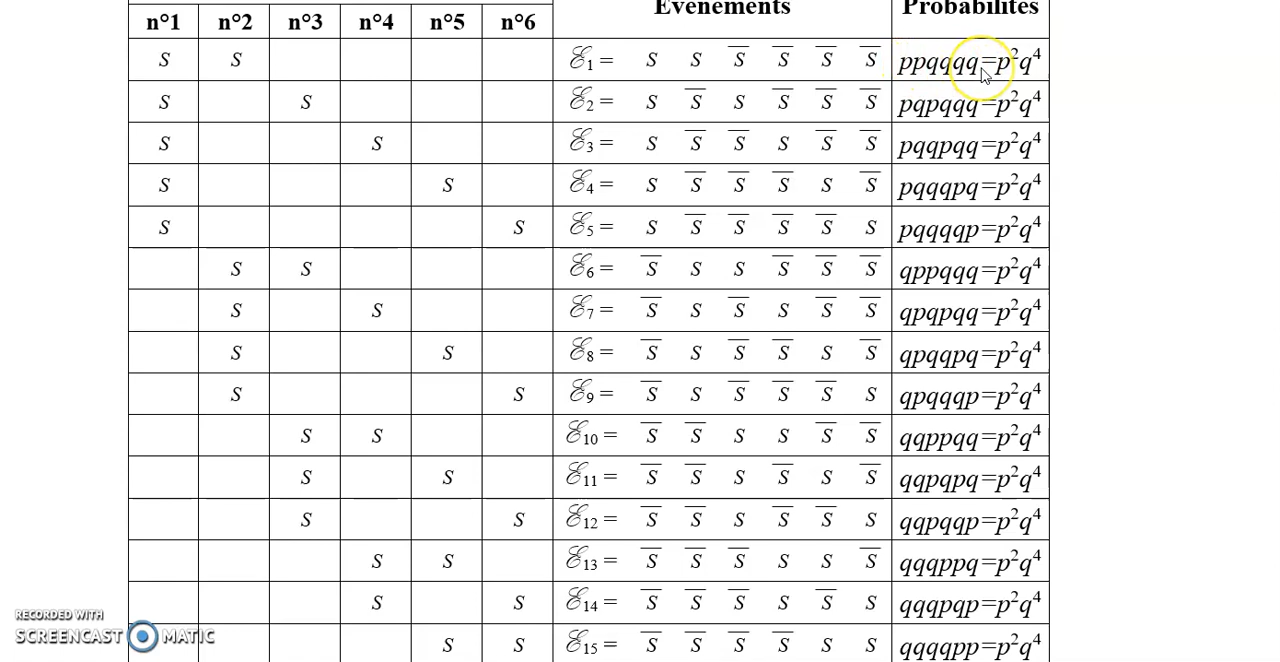 Evénements Probabilités
n°1 n°2 n°3 n°4 n°5 n°6
S S ℰ₁ = S S S̅ S̅ S̅ S̅ ppqqqq=p²q⁴
S S ℰ₂ = S S̅ S S̅ S̅ S̅ pqpqqq=p²q⁴
S S ℰ₃ = S S̅ S̅ S̅ S̅ S̅ pqqpqq=p²q⁴
S S ℰ₄ = S S̅ S̅ S̅ S S̅ pqqqpq=p²q⁴
S S ℰ₅ = S S̅ S̅ S̅ S̅ S pqqqqp=p²q⁴
S S ℰ₆ = S̅ S S S̅ S̅ S̅ qppqqq=p²q⁴
S S ℰ₇ = S̅ S S̅ S S̅ S̅ qpqpqq=p²q⁴
S S ℰ₈ = S̅ S S̅ S̅ S S̅ qpqqpq=p²q⁴
S S ℰ₉ = S̅ S S̅ S̅ S̅ S qpqqqp=p²q⁴
S S ℰ₁₀ = S̅ S̅ S S S̅ S̅ qqppqq=p²q⁴
S S ℰ₁₁ = S̅ S̅ S S̅ S S̅ qqpqpq=p²q⁴
S S ℰ₁₂ = S̅ S̅ S S̅ S̅ S qqpqqp=p²q⁴
S S ℰ₁₃ = S̅ S̅ S̅ S S S̅ qqqppq=p²q⁴
S S ℰ₁₄ = S̅ S̅ S̅ S S̅ S qqqpqp=p²q⁴
S S ℰ₁₅ = S̅ S̅ S̅ S̅ S S qqqqpp=p²q⁴
RECORDED WITH
SCREENCAST MATIC